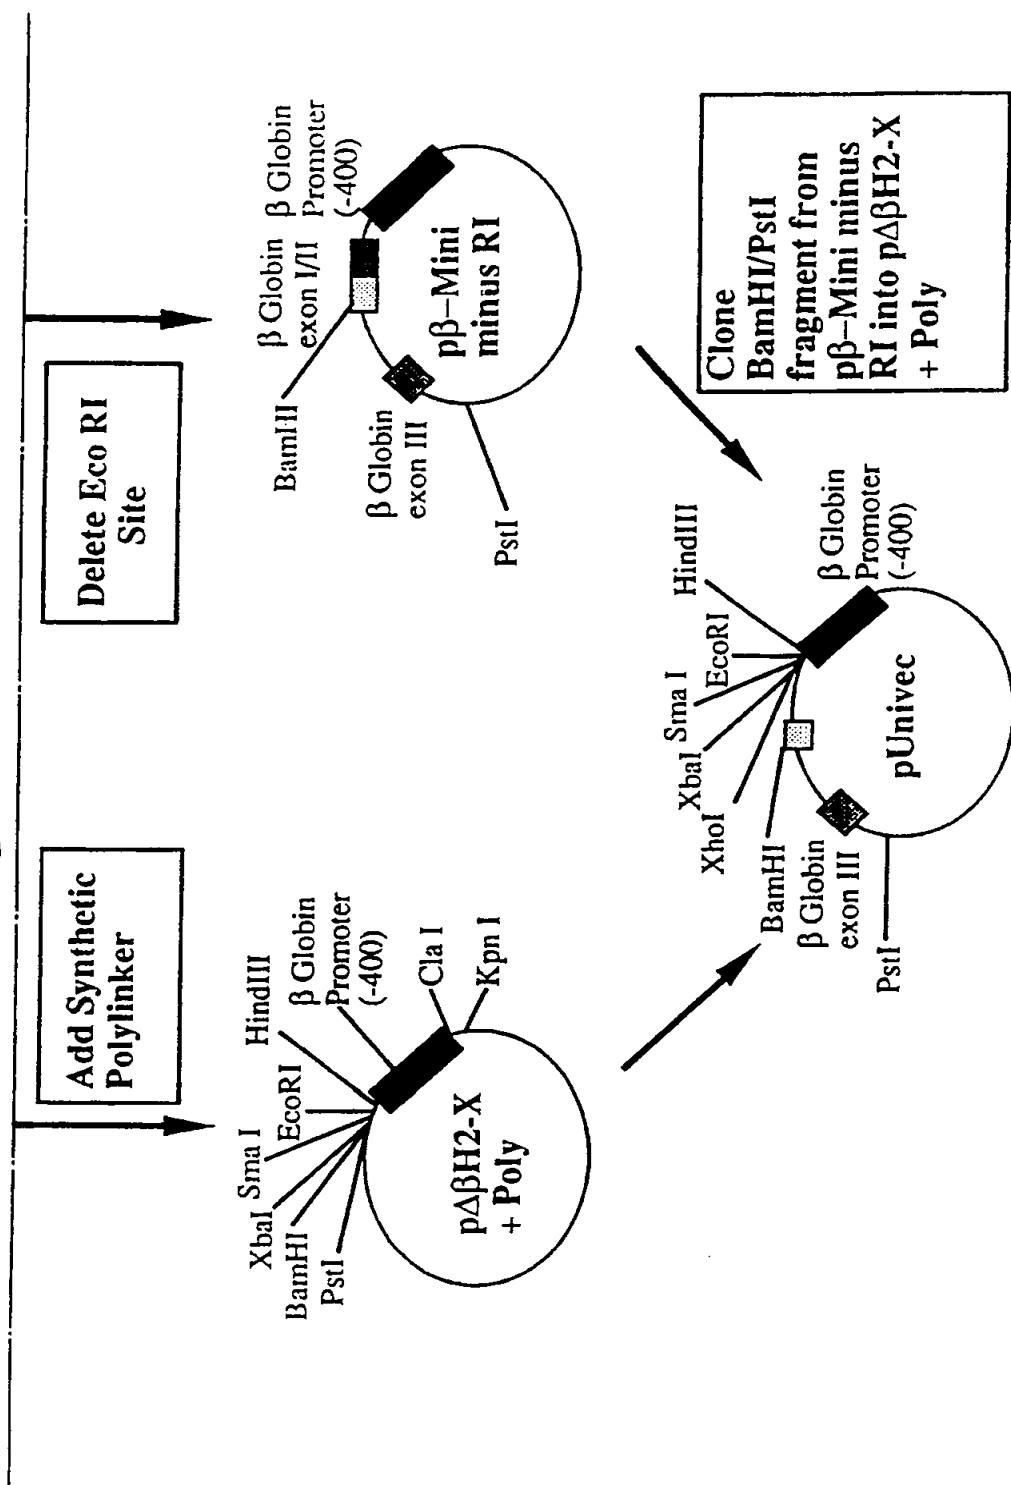 Add Synthetic
Polylinker
Delete Eco RI
Site
HindIII
EcoRI
Sma I
XbaI
BamHI
PstI
β Globin
Promoter
(-400)
Cla I
Kpn I
pΔβH2-X
+ Poly
β Globin
exon I/II
β Globin
Promoter
(-400)
BamHI
β Globin
exon III
PstI
pβ–Mini
minus RI
Clone
BamHI/PstI
fragment from
pβ–Mini minus
RI into pΔβH2-X
+ Poly
HindIII
EcoRI
Sma I
XbaI
XhoI
BamHI
β Globin
exon III
PstI
β Globin
Promoter
(-400)
pUnivec